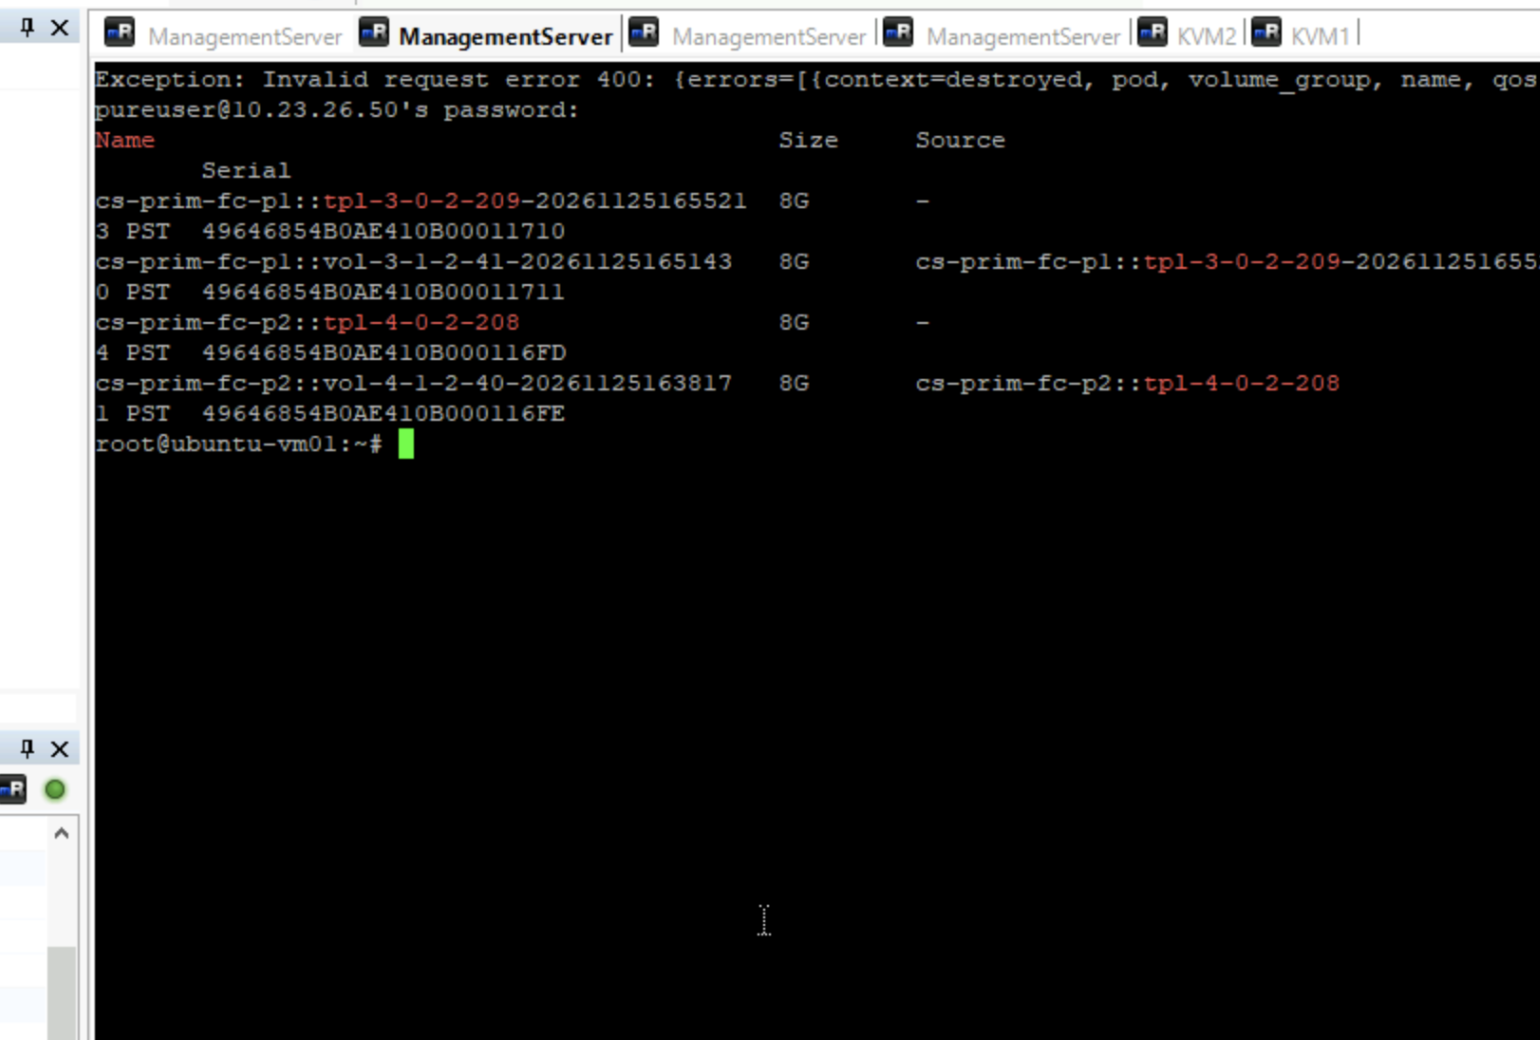 ManagementServer ManagementServer ManagementServer ManagementServer KVM2 KVM1
Exception: Invalid request error 400: {errors=[{context=destroyed, pod, volume_group, name, qos
pureuser@10.23.26.50's password:
Name Size Source
Serial
cs-prim-fc-p1::tpl-3-0-2-209-20261125165521 8G -
3 PST 49646854B0AE410B00011710
cs-prim-fc-p1::vol-3-1-2-41-20261125165143 8G cs-prim-fc-p1::tpl-3-0-2-209-202611251655
0 PST 49646854B0AE410B00011711
cs-prim-fc-p2::tpl-4-0-2-208 8G -
4 PST 49646854B0AE410B000116FD
cs-prim-fc-p2::vol-4-1-2-40-20261125163817 8G cs-prim-fc-p2::tpl-4-0-2-208
1 PST 49646854B0AE410B000116FE
root@ubuntu-vm01:~#